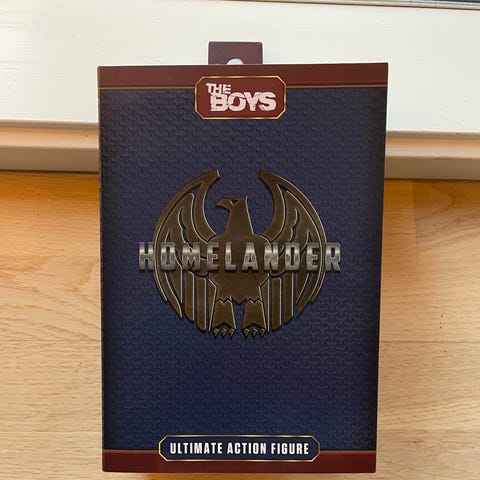 THE
BOYS
HOMELANDER
ULTIMATE ACTION FIGURE